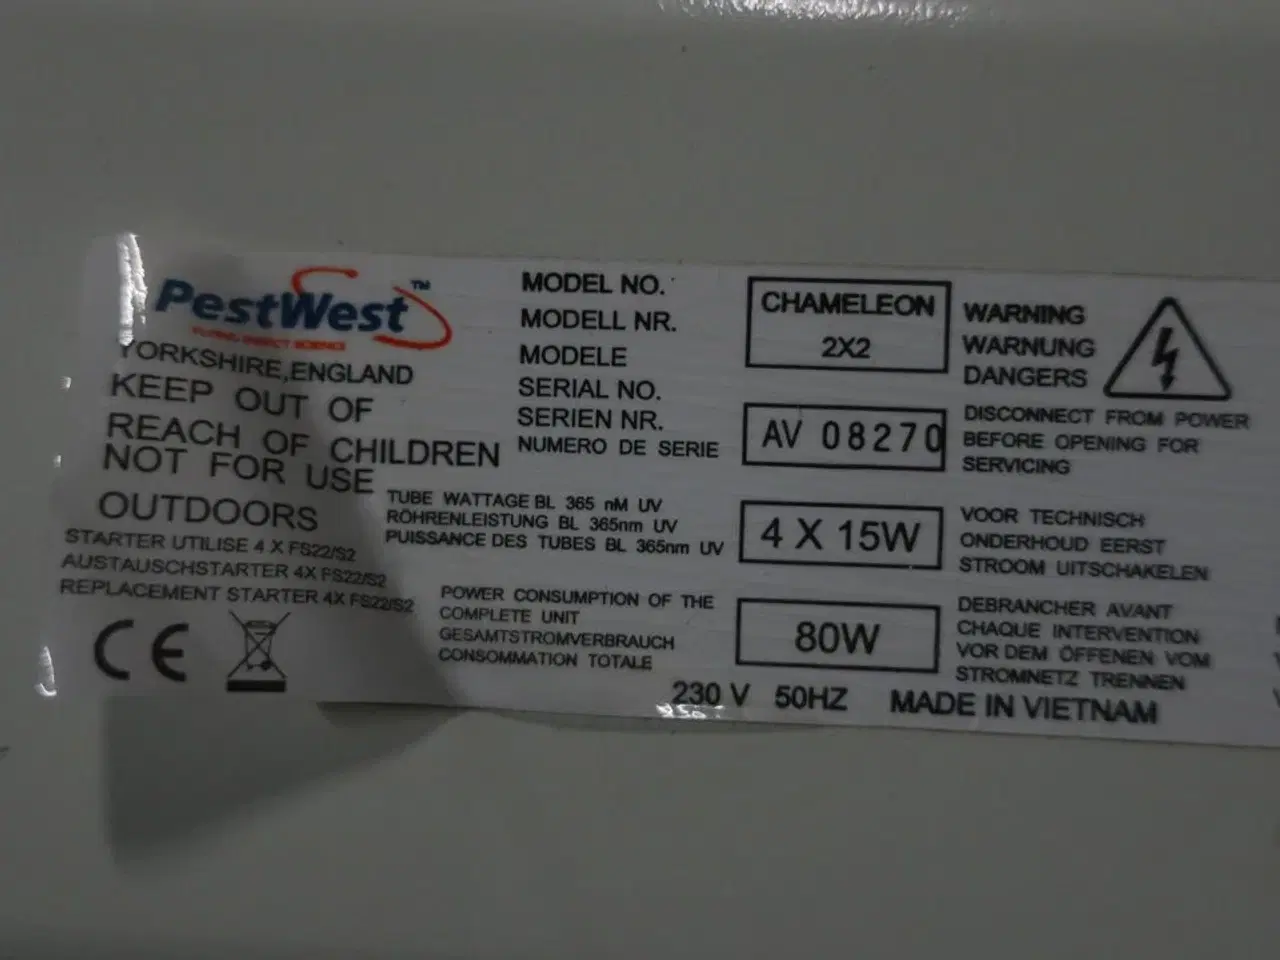 PestWest™
FLYING INSECT SCIENCE
YORKSHIRE,ENGLAND
KEEP OUT OF
REACH OF CHILDREN
NOT FOR USE
OUTDOORS
STARTER UTILISE 4 X FS22/S2
AUSTAUSCHSTARTER 4X FS22/S2
REPLACEMENT STARTER 4X FS22/S2
CE
MODEL NO.
MODELL NR.
MODELE
CHAMELEON
2X2
SERIAL NO.
SERIEN NR.
NUMERO DE SERIE
AV 08270
TUBE WATTAGE BL 365 nM UV
RÖHRENLEISTUNG BL 365nm UV
PUISSANCE DES TUBES BL 365nm UV
4 X 15W
POWER CONSUMPTION OF THE
COMPLETE UNIT
GESAMTSTROMVERBRAUCH
CONSOMMATION TOTALE
80W
230 V 50HZ MADE IN VIETNAM
WARNING
WARNUNG
DANGERS
DISCONNECT FROM POWER
BEFORE OPENING FOR
SERVICING
VOOR TECHNISCH
ONDERHOUD EERST
STROOM UITSCHAKELEN
DEBRANCHER AVANT
CHAQUE INTERVENTION
VOR DEM ÖFFENEN VOM
STROMNETZ TRENNEN